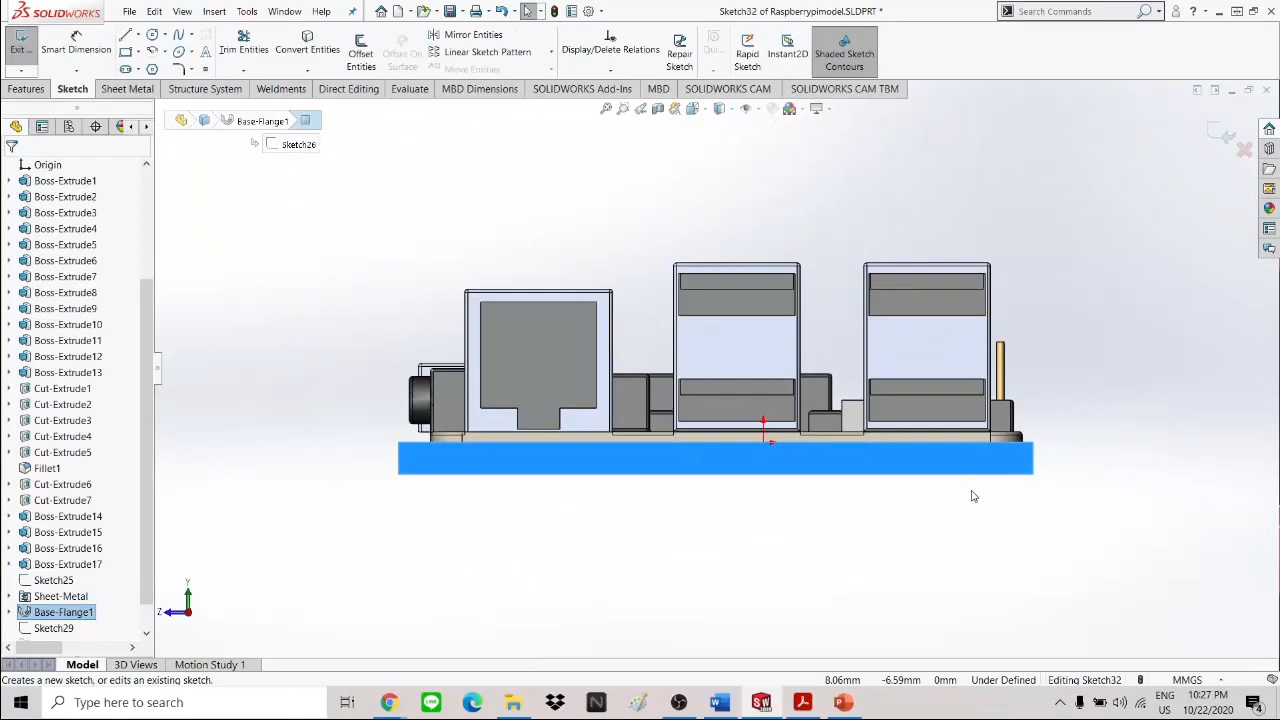 SOLIDWORKS
File
Edit
View
Insert
Tools
Window
Help
Sketch32 of Raspberrypimodel.SLDPRT *
Search Commands
Exit ...
Smart Dimension
Trim Entities
Convert Entities
Offset
Entities
Offset On
Surface
Mirror Entities
Linear Sketch Pattern
Move Entities
Display/Delete Relations
Repair
Sketch
Qui...
Rapid
Sketch
Instant2D
Shaded Sketch
Contours
Features
Sketch
Sheet Metal
Structure System
Weldments
Direct Editing
Evaluate
MBD Dimensions
SOLIDWORKS Add-Ins
MBD
SOLIDWORKS CAM
SOLIDWORKS CAM TBM
Base-Flange1
Sketch26
Origin
Boss-Extrude1
Boss-Extrude2
Boss-Extrude3
Boss-Extrude4
Boss-Extrude5
Boss-Extrude6
Boss-Extrude7
Boss-Extrude8
Boss-Extrude9
Boss-Extrude10
Boss-Extrude11
Boss-Extrude12
Boss-Extrude13
Cut-Extrude1
Cut-Extrude2
Cut-Extrude3
Cut-Extrude4
Cut-Extrude5
Fillet1
Cut-Extrude6
Cut-Extrude7
Boss-Extrude14
Boss-Extrude15
Boss-Extrude16
Boss-Extrude17
Sketch25
Sheet-Metal
Base-Flange1
Sketch29
Y
Z
Model
3D Views
Motion Study 1
Creates a new sketch, or edits an existing sketch.
8.06mm
-6.59mm
0mm
Under Defined
Editing Sketch32
MMGS
Type here to search
ENG
US
10:27 PM
10/22/2020
4